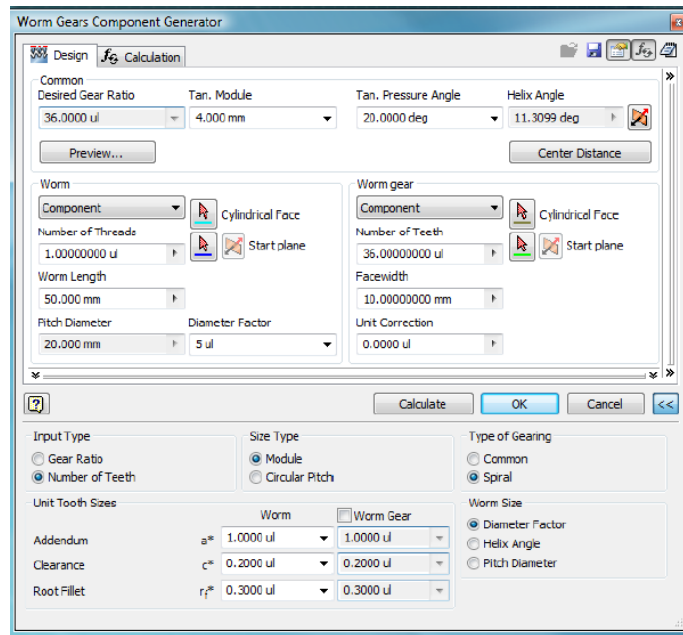 Worm Gears Component Generator
Design fG Calculation
Common
Desired Gear Ratio Tan. Module Tan. Pressure Angle Helix Angle
36.0000 ul 4.000 mm 20.0000 deg 11.3099 deg
Preview... Center Distance
Worm Worm gear
Component Cylindrical Face Component Cylindrical Face
Number of Threads Start plane Number of Teeth Start plane
1.00000000 ul 36.00000000 ul
Worm Length Facewidth
50.000 mm 10.00000000 mm
Pitch Diameter Diameter Factor Unit Correction
20.000 mm 5 ul 0.0000 ul
? Calculate OK Cancel <<
Input Type Size Type Type of Gearing
Gear Ratio Module Common
Number of Teeth Circular Pitch Spiral
Unit Tooth Sizes Worm Size
Worm Worm Gear Diameter Factor
Addendum a* 1.0000 ul 1.0000 ul Helix Angle
Clearance c* 0.2000 ul 0.2000 ul Pitch Diameter
Root Fillet rf* 0.3000 ul 0.3000 ul